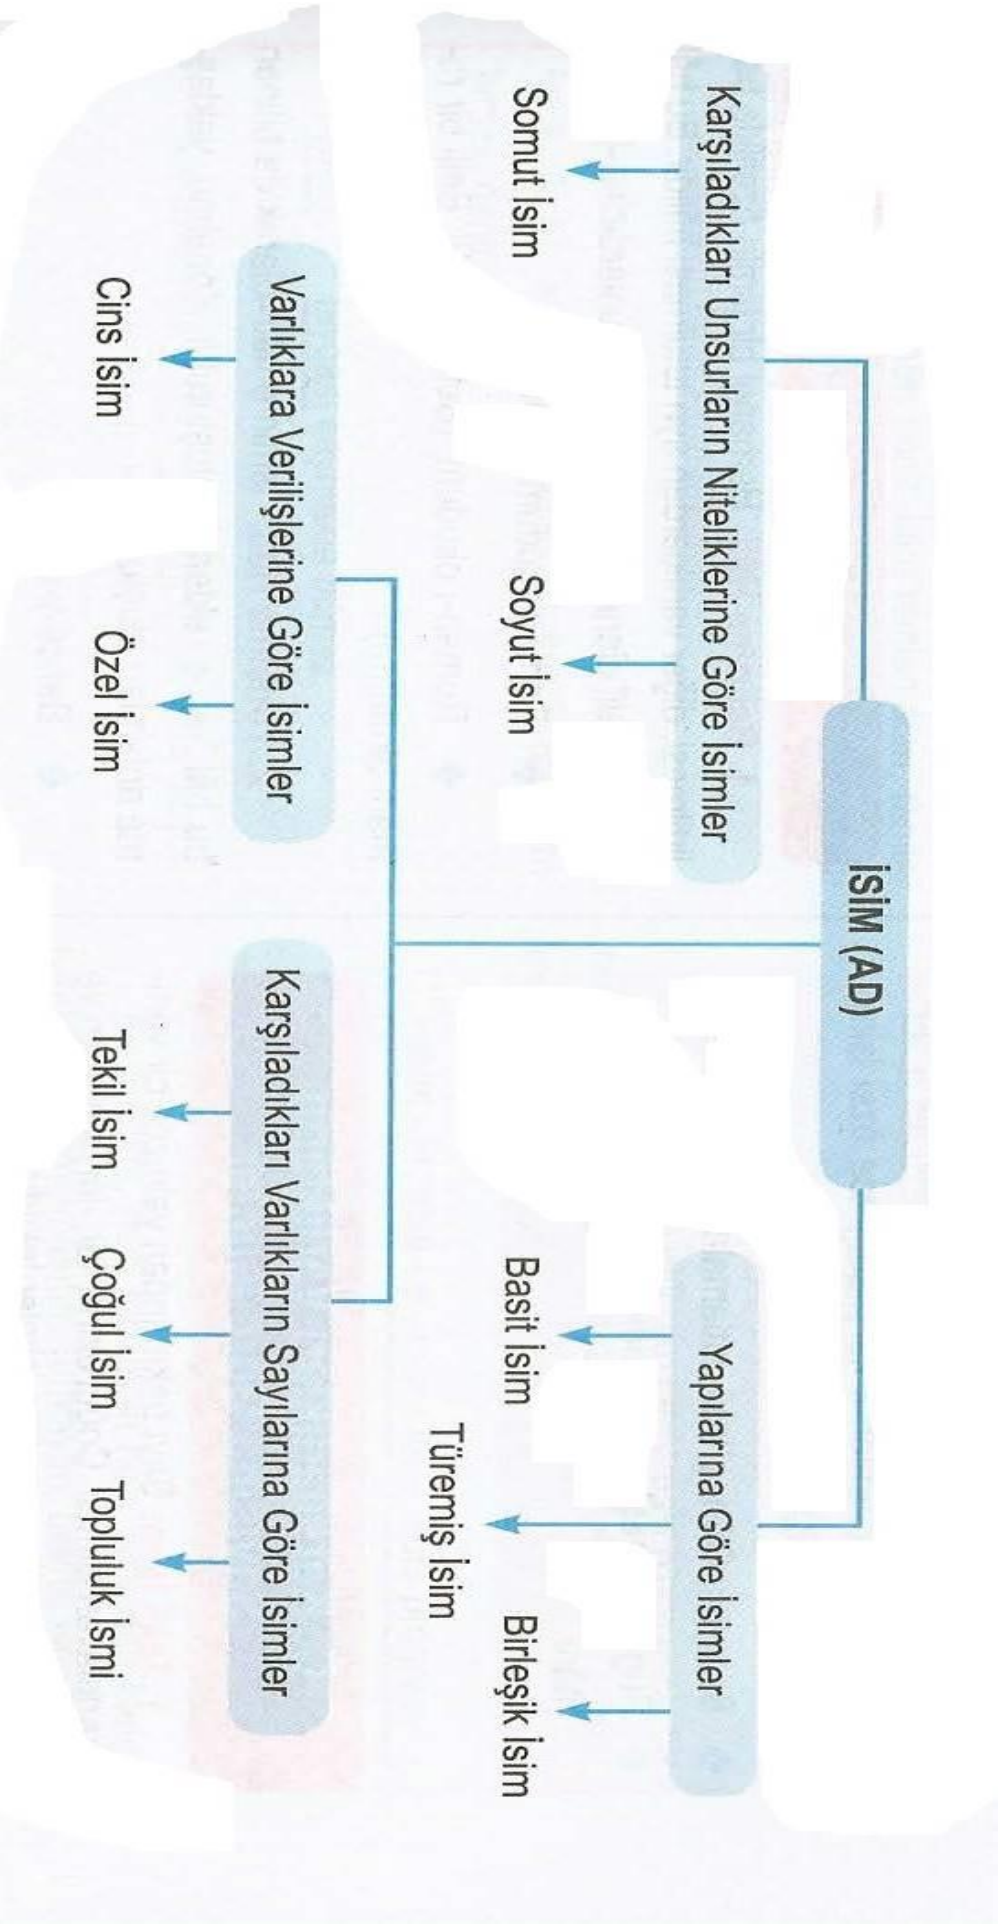 İSİM (AD)
Karşıladıkları Unsurların Niteliklerine Göre İsimler
Somut İsim
Soyut İsim
Yapılarına Göre İsimler
Basit İsim
Türemiş İsim
Birleşik İsim
Varlıklara Verilişlerine Göre İsimler
Cins İsim
Özel İsim
Karşıladıkları Varlıkların Sayılarına Göre İsimler
Tekil İsim
Çoğul İsim
Topluluk İsmi